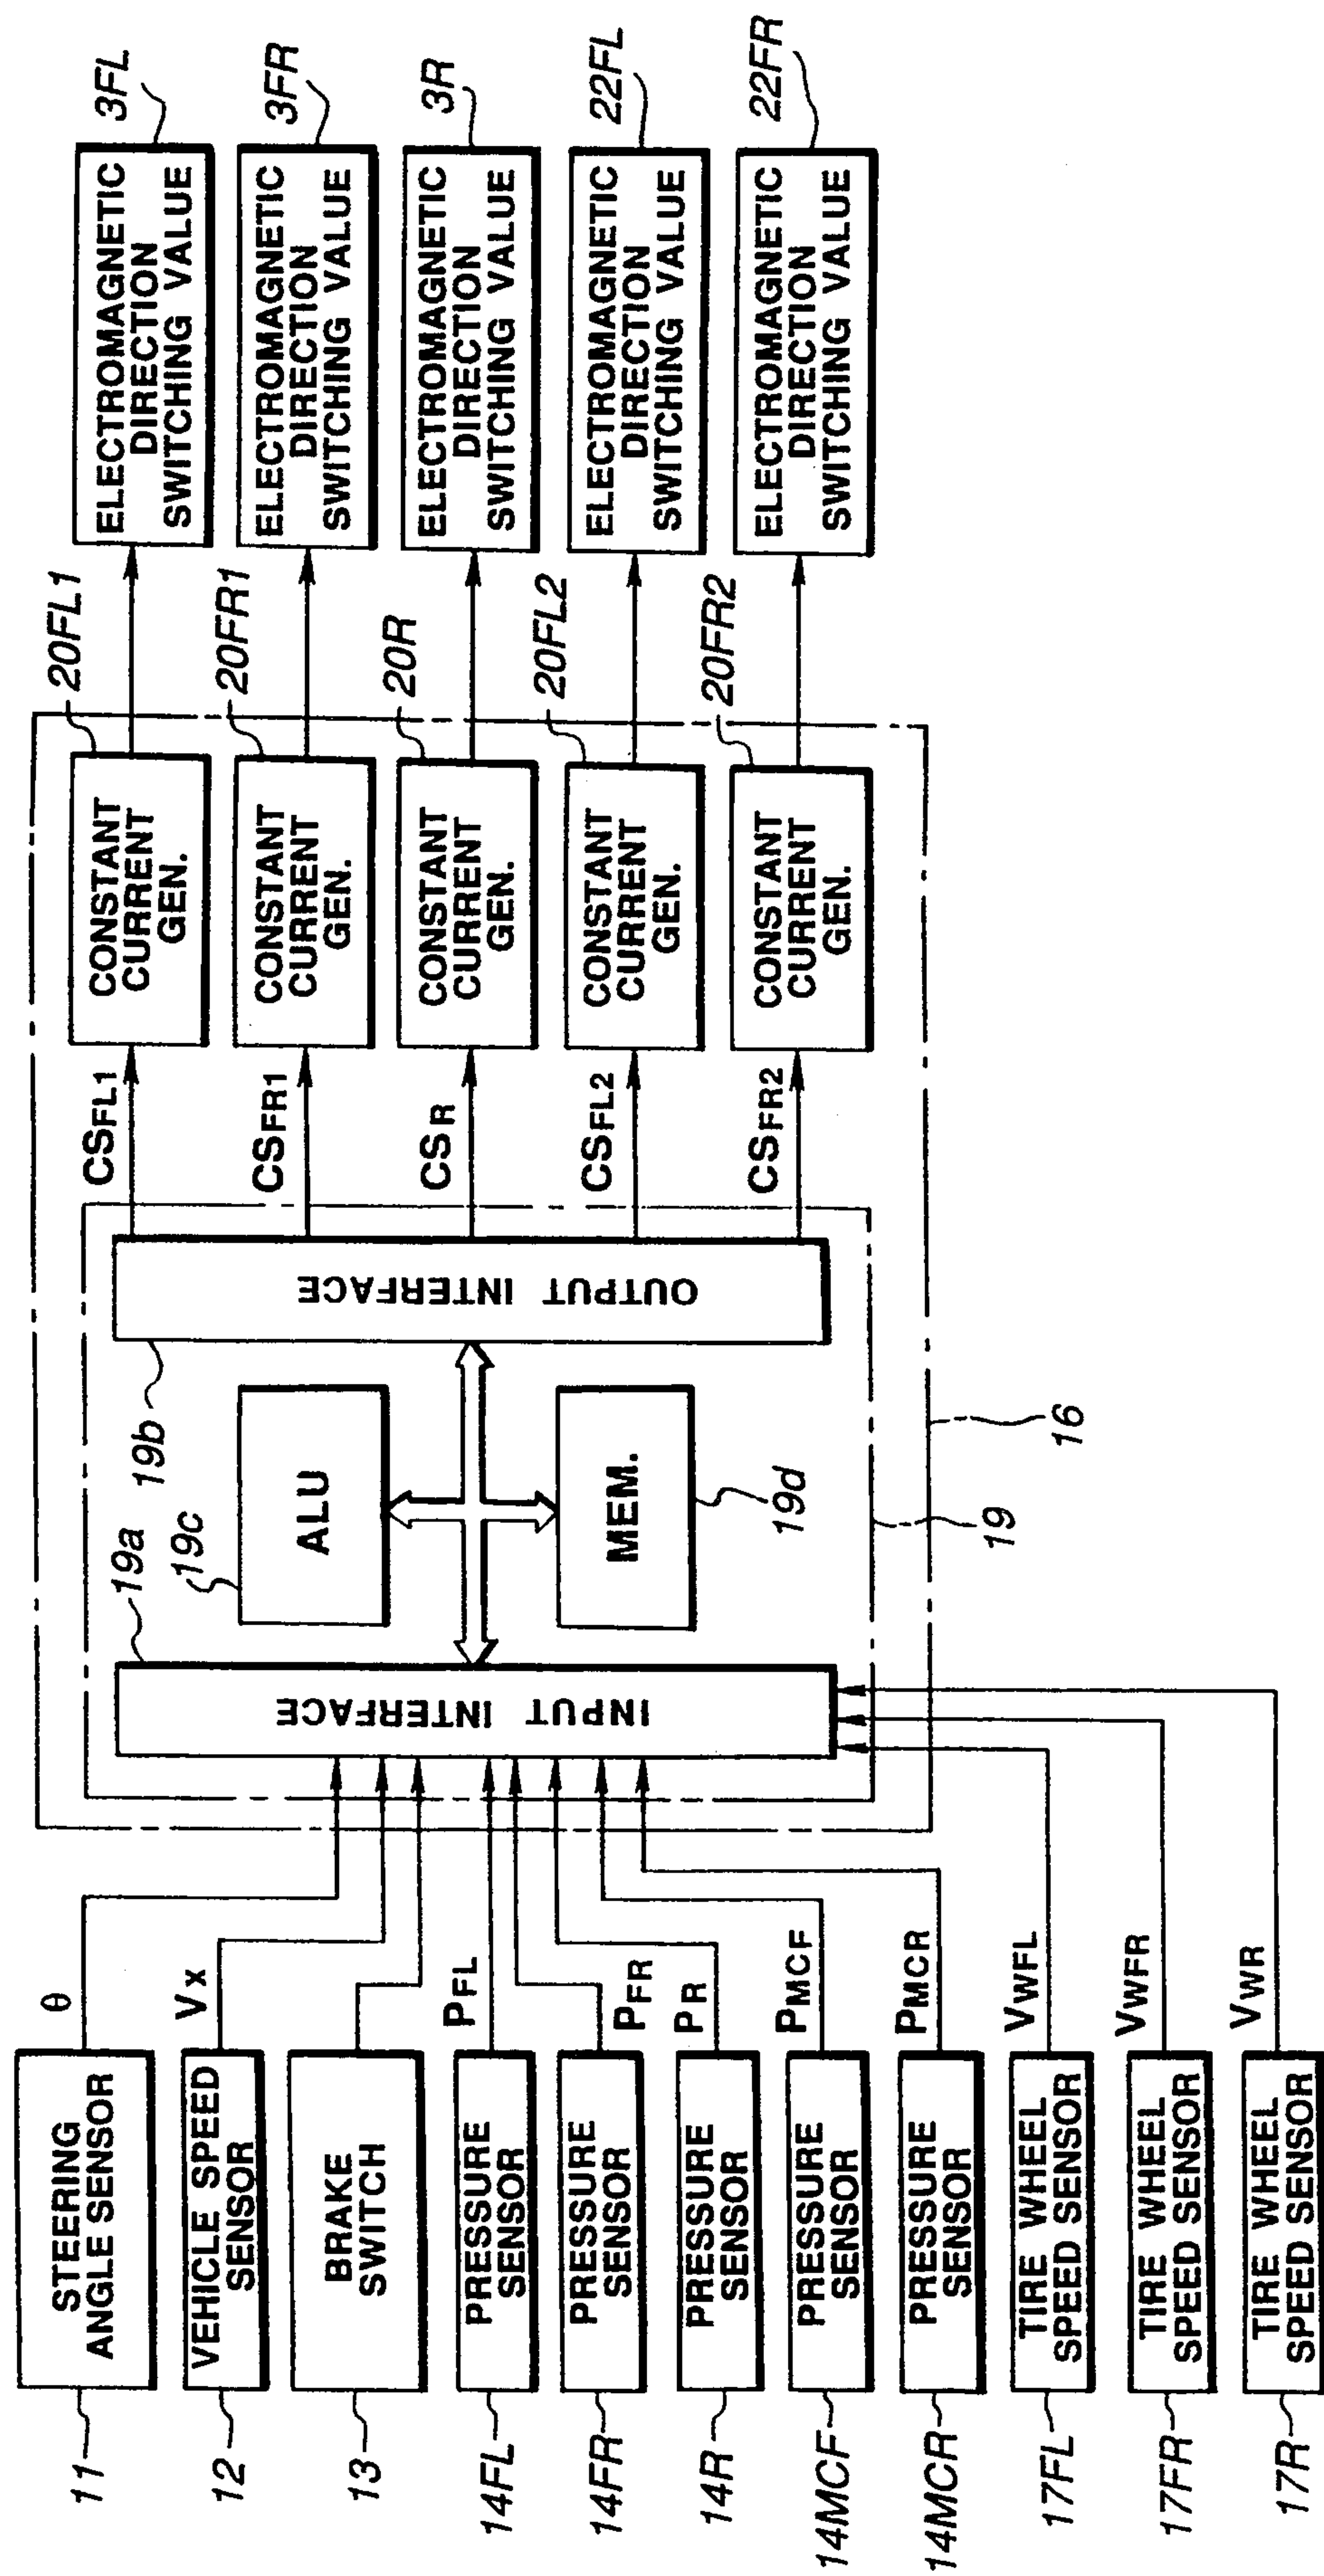 11
STEERING
ANGLE SENSOR
θ
12
VEHICLE SPEED
SENSOR
VX
13
BRAKE
SWITCH
14FL
PRESSURE
SENSOR
PFL
14FR
PRESSURE
SENSOR
PFR
14R
PRESSURE
SENSOR
PR
14MCF
PRESSURE
SENSOR
PMCF
14MCR
PRESSURE
SENSOR
PMCR
17FL
TIRE WHEEL
SPEED SENSOR
VWFL
17FR
TIRE WHEEL
SPEED SENSOR
VWFR
17R
TIRE WHEEL
SPEED SENSOR
VWR
19a
INPUT INTERFACE
19c
ALU
MEM.
19d
19b
OUTPUT INTERFACE
19
16
CSFL1
CONSTANT
CURRENT
GEN.
20FL1
CSFR1
CONSTANT
CURRENT
GEN.
20FR1
CSR
CONSTANT
CURRENT
GEN.
20R
CSFL2
CONSTANT
CURRENT
GEN.
20FL2
CSFR2
CONSTANT
CURRENT
GEN.
20FR2
ELECTROMAGNETIC
DIRECTION
SWITCHING VALUE
3FL
ELECTROMAGNETIC
DIRECTION
SWITCHING VALUE
3FR
ELECTROMAGNETIC
DIRECTION
SWITCHING VALUE
3R
ELECTROMAGNETIC
DIRECTION
SWITCHING VALUE
22FL
ELECTROMAGNETIC
DIRECTION
SWITCHING VALUE
22FR